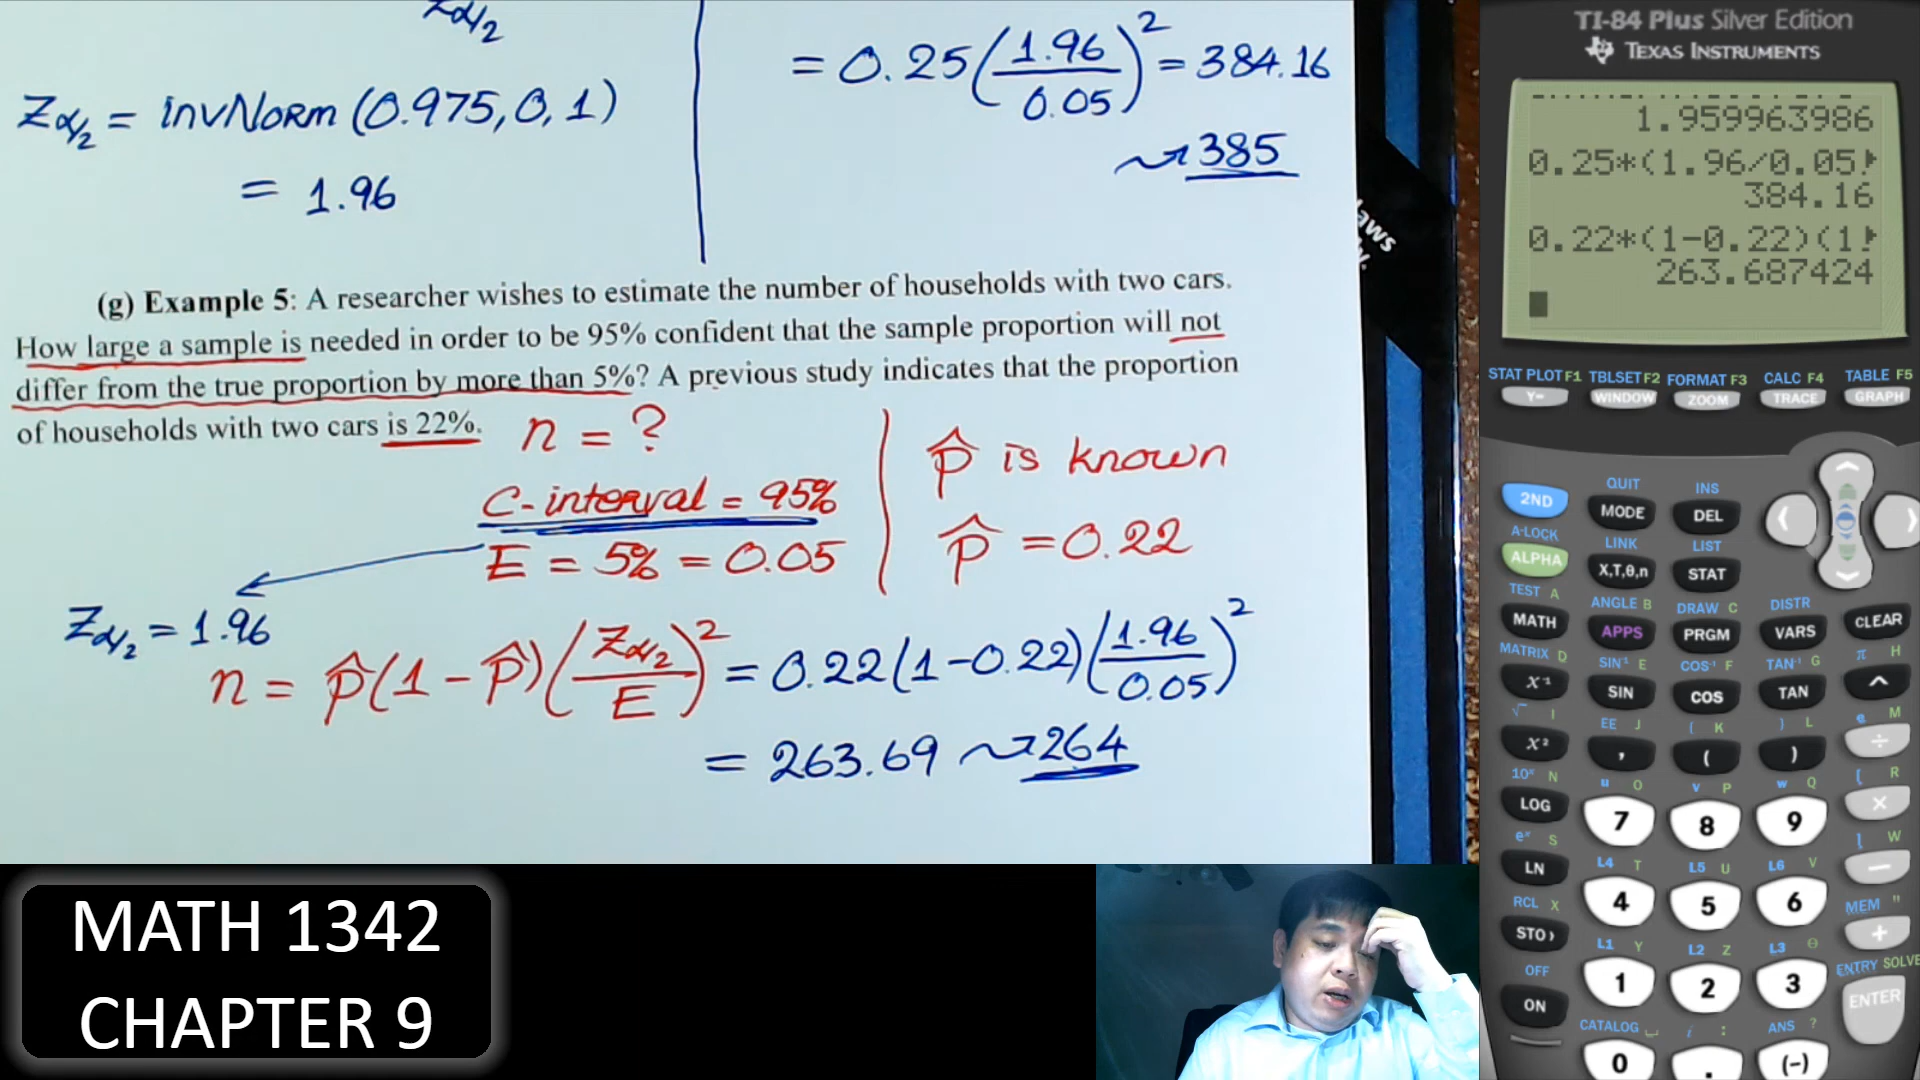 Zα/2
Zα/2 = invNorm (0.975, 0, 1)
= 1.96
= 0.25(1.96/0.05)² = 384.16
⤳ 385
(g) Example 5: A researcher wishes to estimate the number of households with two cars.
How large a sample is needed in order to be 95% confident that the sample proportion will not
differ from the true proportion by more than 5%? A previous study indicates that the proportion
of households with two cars is 22%.
n = ?
C-interval = 95%
E = 5% = 0.05
p̂ is known
p̂ = 0.22
Zα/2 = 1.96
n = p̂(1 - p̂)(Zα/2/E)² = 0.22(1-0.22)(1.96/0.05)²
= 263.69 ⤳ 264
MATH 1342
CHAPTER 9
TI-84 Plus Silver Edition
TEXAS INSTRUMENTS
1.959963986
0.25*(1.96/0.05
384.16
0.22*(1-0.22)(1
263.687424
STAT PLOT F1 TBLSET F2 FORMAT F3 CALC F4 TABLE F5
Y= WINDOW ZOOM TRACE GRAPH
QUIT INS
2ND MODE DEL
A-LOCK LINK LIST
ALPHA X,T,θ,n STAT
TEST A ANGLE B DRAW C DISTR
MATH APPS PRGM VARS CLEAR
MATRIX D SIN⁻¹ E COS⁻¹ F TAN⁻¹ G π H
x⁻¹ SIN COS TAN ^
√ I EE J { K } L e M
x² , ( ) ÷
10ˣ N u O v P w Q [ R
LOG 7 8 9 ×
eˣ S L4 T L5 U L6 V ] W
LN 4 5 6 −
RCL X L1 Y L2 Z L3 θ MEM "
STO› 1 2 3 +
OFF CATALOG ⎵ i : ANS ? ENTRY SOLVE
ON 0 . (-) ENTER